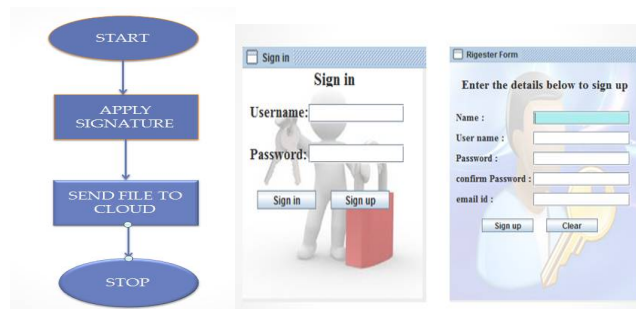 START
APPLY
SIGNATURE
SEND FILE TO
CLOUD
STOP
Sign in
Sign in
Username:
Password:
Sign in Sign up
Rigester Form
Enter the details below to sign up
Name :
User name :
Password :
confirm Password :
email id :
Sign up Clear